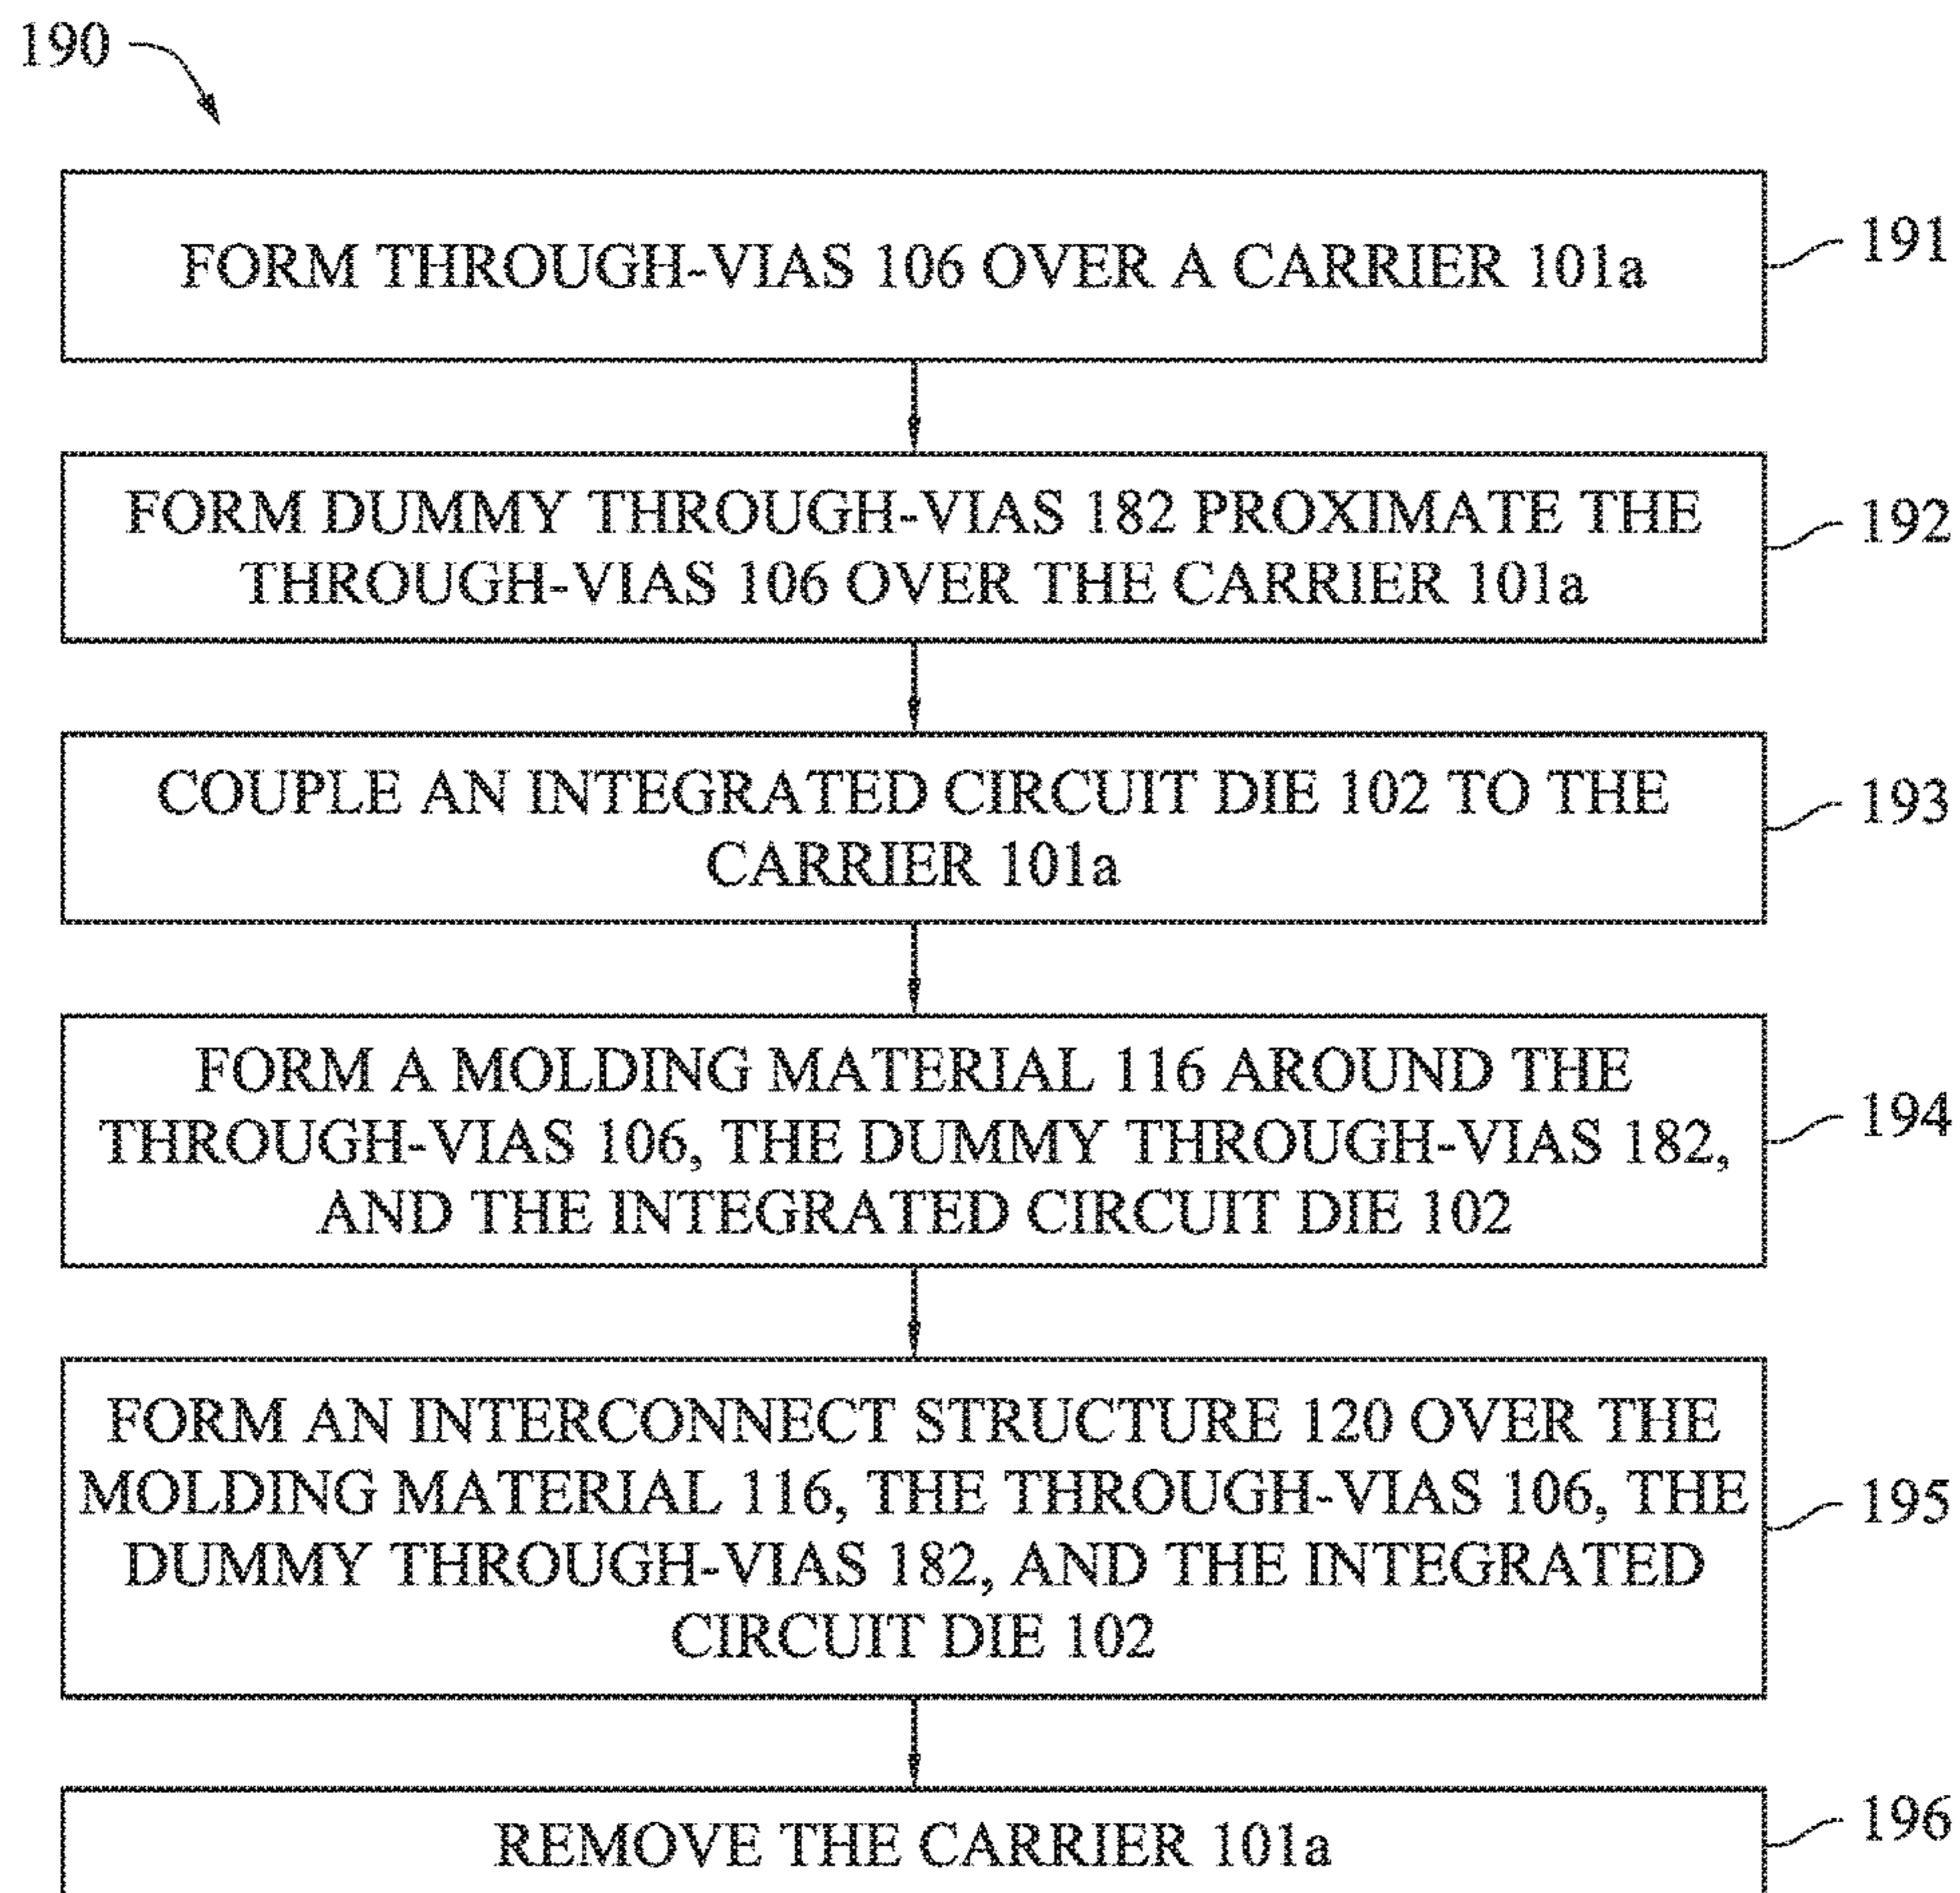 190
FORM THROUGH-VIAS 106 OVER A CARRIER 101a
191
FORM DUMMY THROUGH-VIAS 182 PROXIMATE THE
THROUGH-VIAS 106 OVER THE CARRIER 101a
192
COUPLE AN INTEGRATED CIRCUIT DIE 102 TO THE
CARRIER 101a
193
FORM A MOLDING MATERIAL 116 AROUND THE
THROUGH-VIAS 106, THE DUMMY THROUGH-VIAS 182,
AND THE INTEGRATED CIRCUIT DIE 102
194
FORM AN INTERCONNECT STRUCTURE 120 OVER THE
MOLDING MATERIAL 116, THE THROUGH-VIAS 106, THE
DUMMY THROUGH-VIAS 182, AND THE INTEGRATED
CIRCUIT DIE 102
195
REMOVE THE CARRIER 101a
196